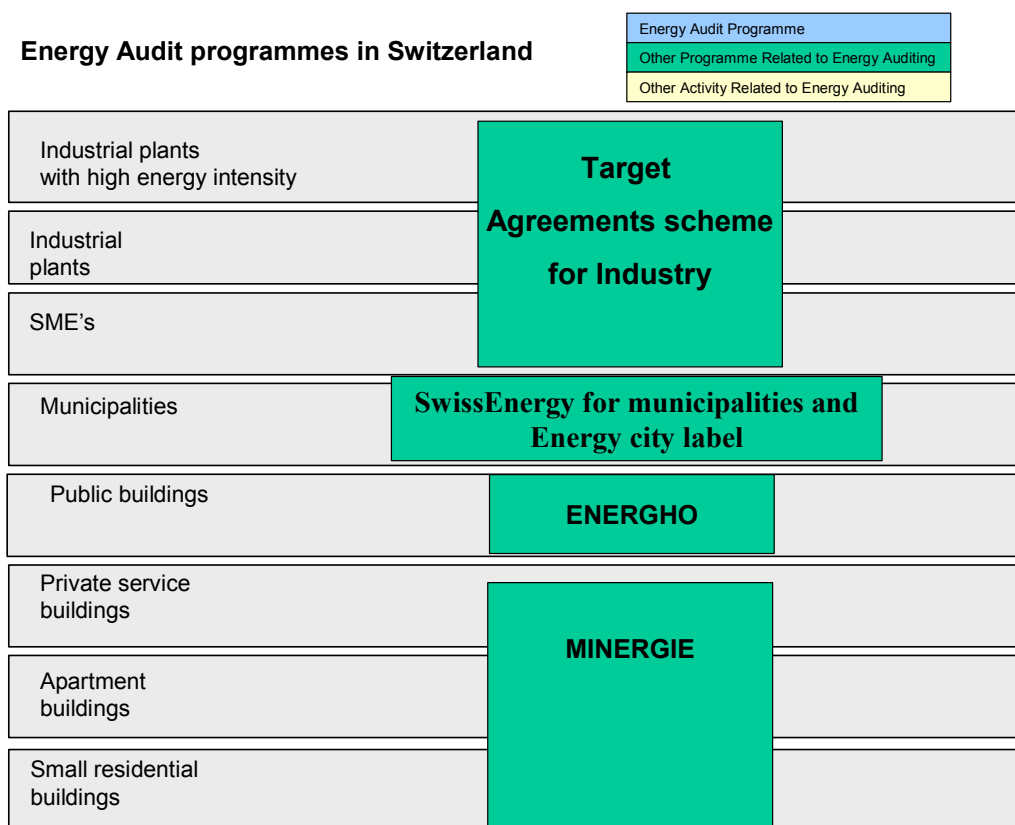 Energy Audit programmes in Switzerland
Energy Audit Programme
Other Programme Related to Energy Auditing
Other Activity Related to Energy Auditing
Industrial plants
with high energy intensity
Target
Agreements scheme
for Industry
Industrial
plants
SME’s
Municipalities
SwissEnergy for municipalities and
Energy city label
Public buildings
ENERGHO
Private service
buildings
MINERGIE
Apartment
buildings
Small residential
buildings